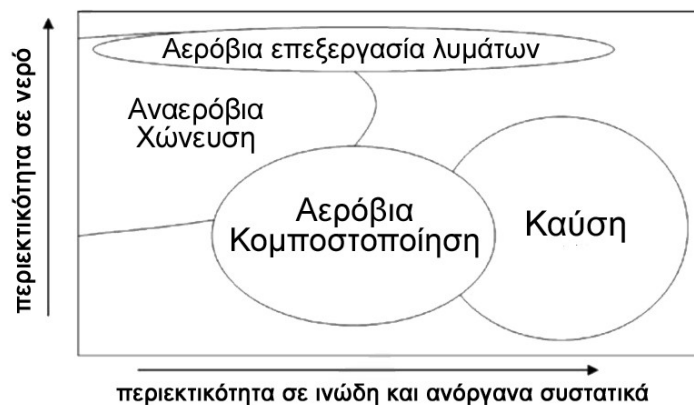 περιεκτικότητα σε νερό
Αερόβια επεξεργασία λυμάτων
Αναερόβια
Χώνευση
Αερόβια
Κομποστοποίηση
Καύση
περιεκτικότητα σε ινώδη και ανόργανα συστατικά